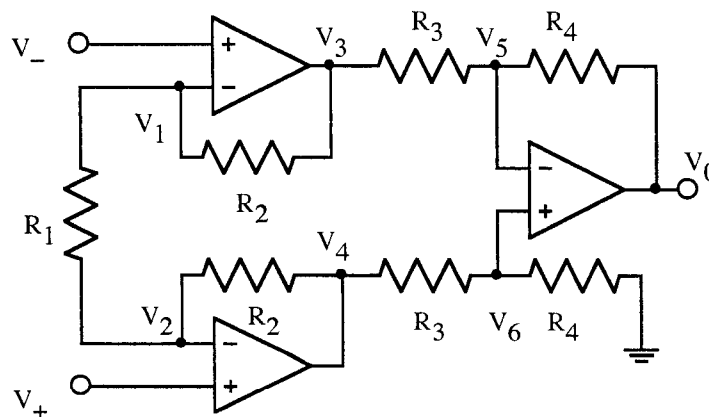 V_
+
V3
R3
V5
R4
−
V1
R2
V0
−
R1
+
V4
V2
R2
R3
V6
R4
−
+
V+